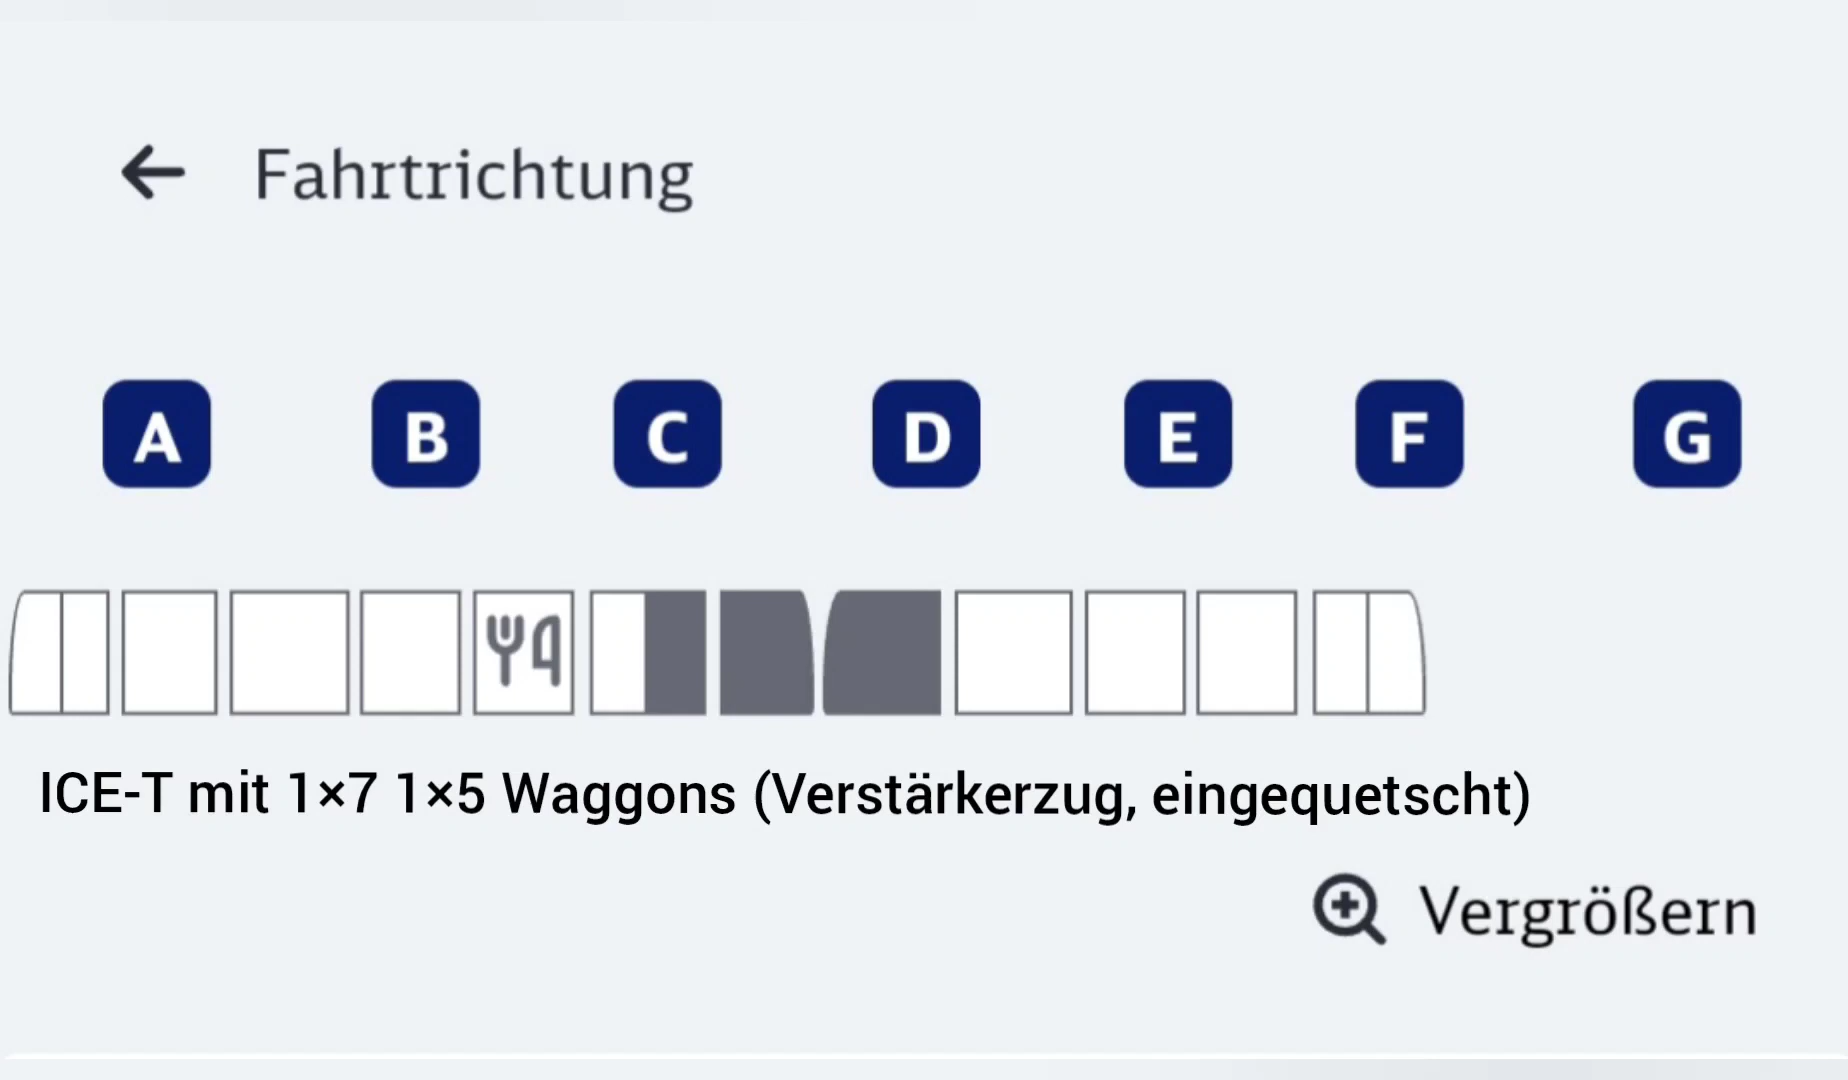 ← Fahrtrichtung
A B C D E F G
ICE-T mit 1×7 1×5 Waggons (Verstärkerzug, eingequetscht)
Vergrößern